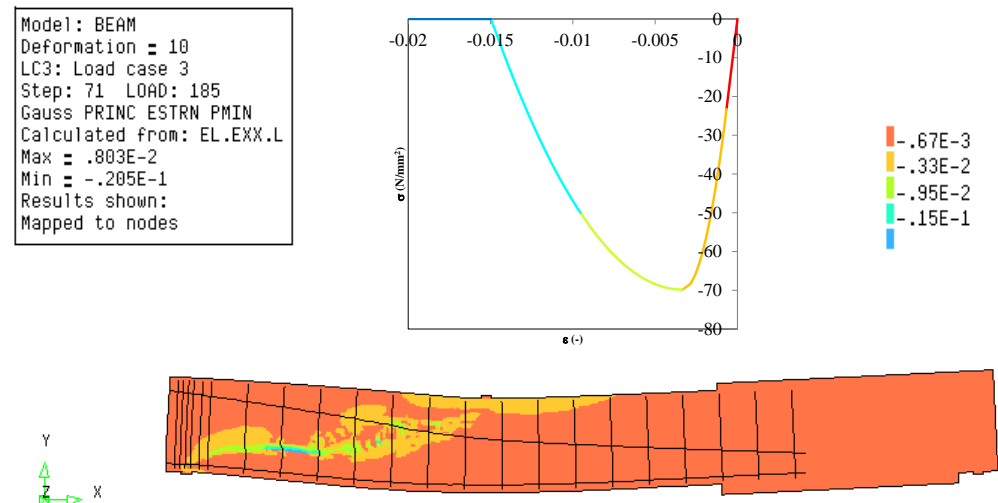 Model: BEAM
Deformation = 10
LC3: Load case 3
Step: 71 LOAD: 185
Gauss PRINC ESTRN PMIN
Calculated from: EL.EXX.L
Max = .803E-2
Min = -.205E-1
Results shown:
Mapped to nodes
0
-0.02 -0.015 -0.01 -0.005 0
-10
-20
-30
-40
-50
-60
-70
-80
σ (N/mm²)
ε (-)
-.67E-3
-.33E-2
-.95E-2
-.15E-1
Y
Z X